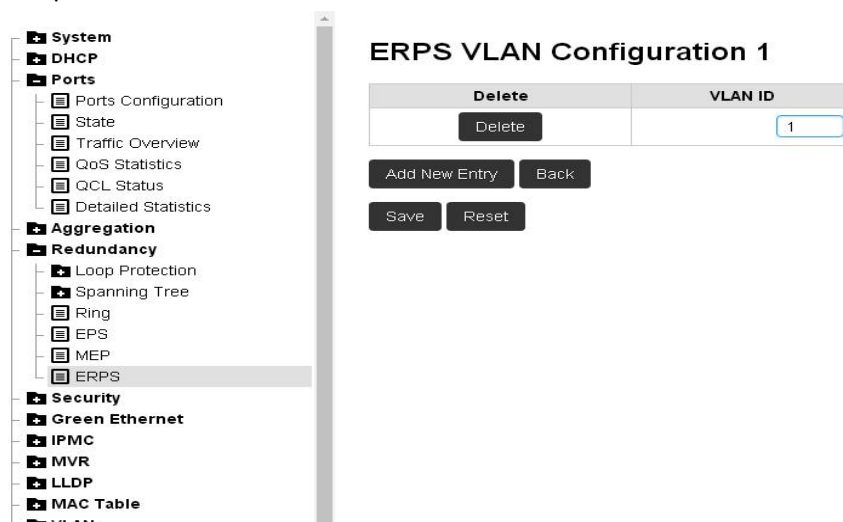 System
DHCP
Ports
Ports Configuration
State
Traffic Overview
QoS Statistics
QCL Status
Detailed Statistics
Aggregation
Redundancy
Loop Protection
Spanning Tree
Ring
EPS
MEP
ERPS
Security
Green Ethernet
IPMC
MVR
LLDP
MAC Table
ERPS VLAN Configuration 1
Delete VLAN ID
Delete 1
Add New Entry Back
Save Reset